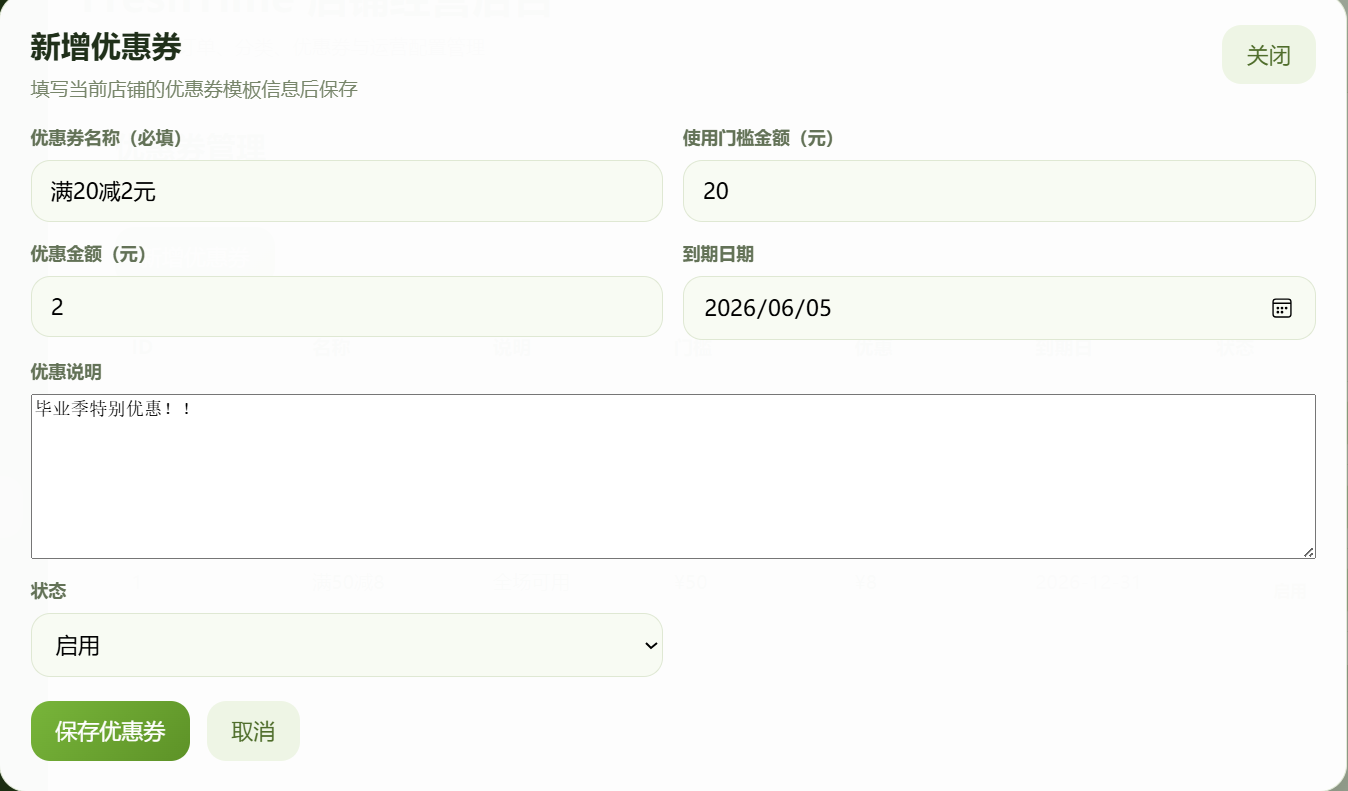 新增优惠券
关闭
填写当前店铺的优惠券模板信息后保存
优惠券名称（必填）
使用门槛金额（元）
满20减2元
20
优惠金额（元）
到期日期
2
2026/06/05
优惠说明
毕业季特别优惠！！
状态
启用
保存优惠券
取消